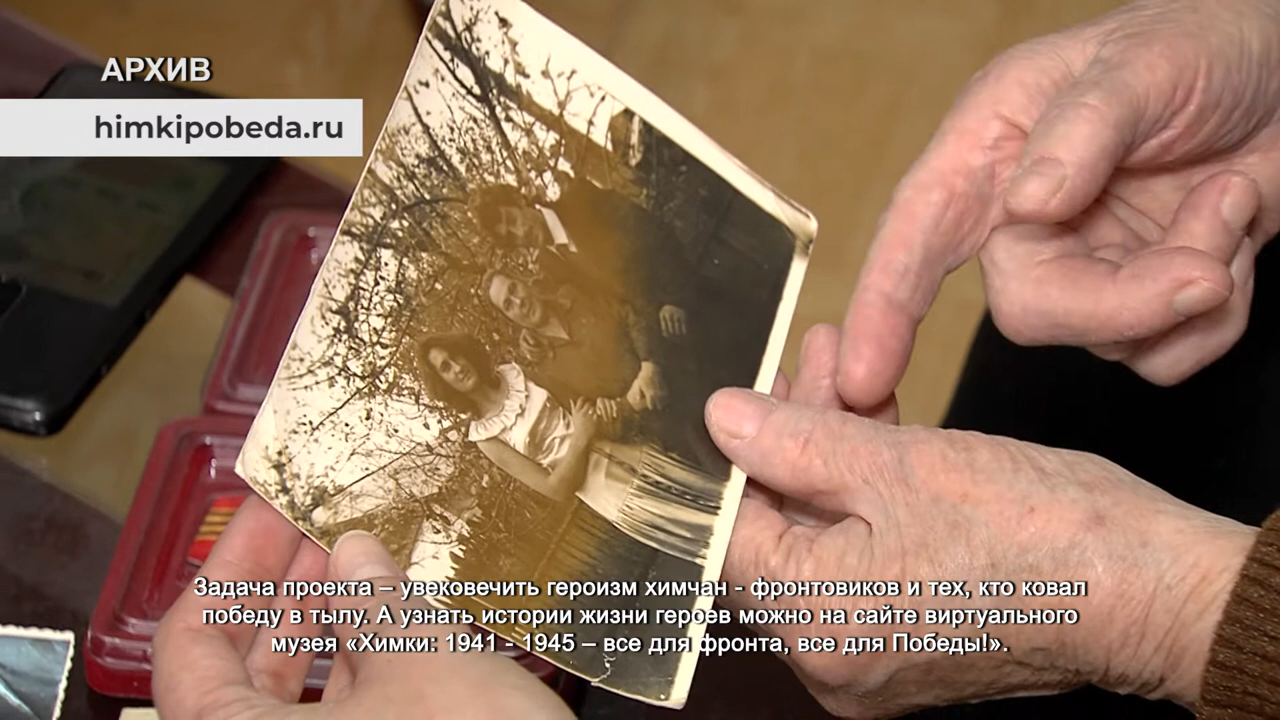 АРХИВ
himkipobeda.ru
Задача проекта – увековечить героизм химчан - фронтовиков и тех, кто ковал
победу в тылу. А узнать истории жизни героев можно на сайте виртуального
музея «Химки: 1941 - 1945 – все для фронта, все для Победы!».